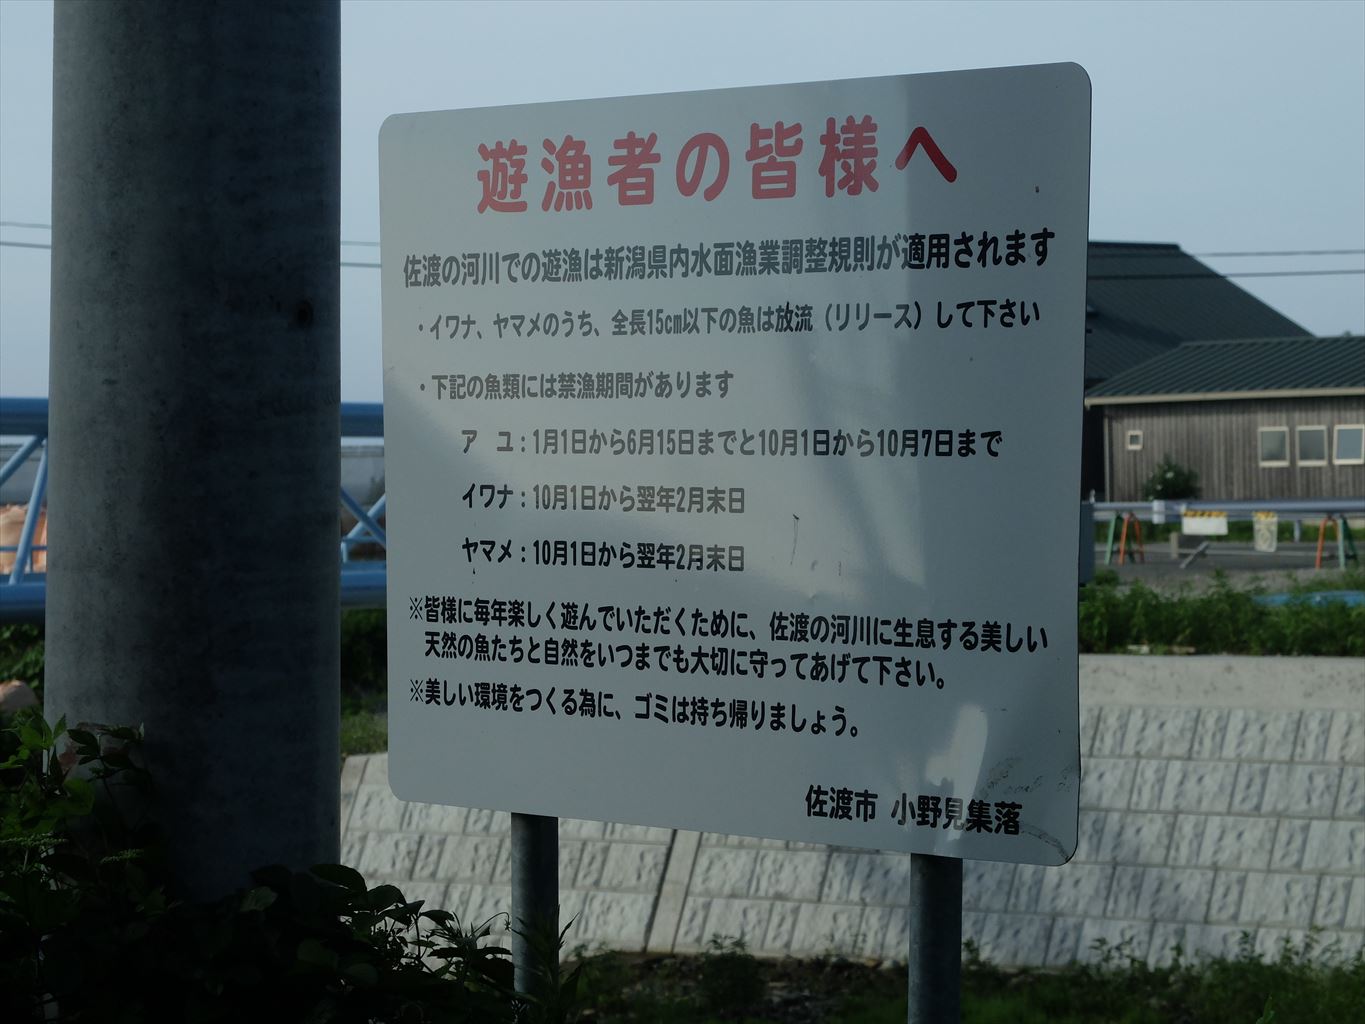 遊漁者の皆様へ
佐渡の河川での遊漁は新潟県内水面漁業調整規則が適用されます
・イワナ、ヤマメのうち、全長15cm以下の魚は放流（リリース）して下さい
・下記の魚類には禁漁期間があります
ア　ユ：1月1日から6月15日までと10月1日から10月7日まで
イワナ：10月1日から翌年2月末日
ヤマメ：10月1日から翌年2月末日
※皆様に毎年楽しく遊んでいただくために、佐渡の河川に生息する美しい
天然の魚たちと自然をいつまでも大切に守ってあげて下さい。
※美しい環境をつくる為に、ゴミは持ち帰りましょう。
佐渡市 小野見集落